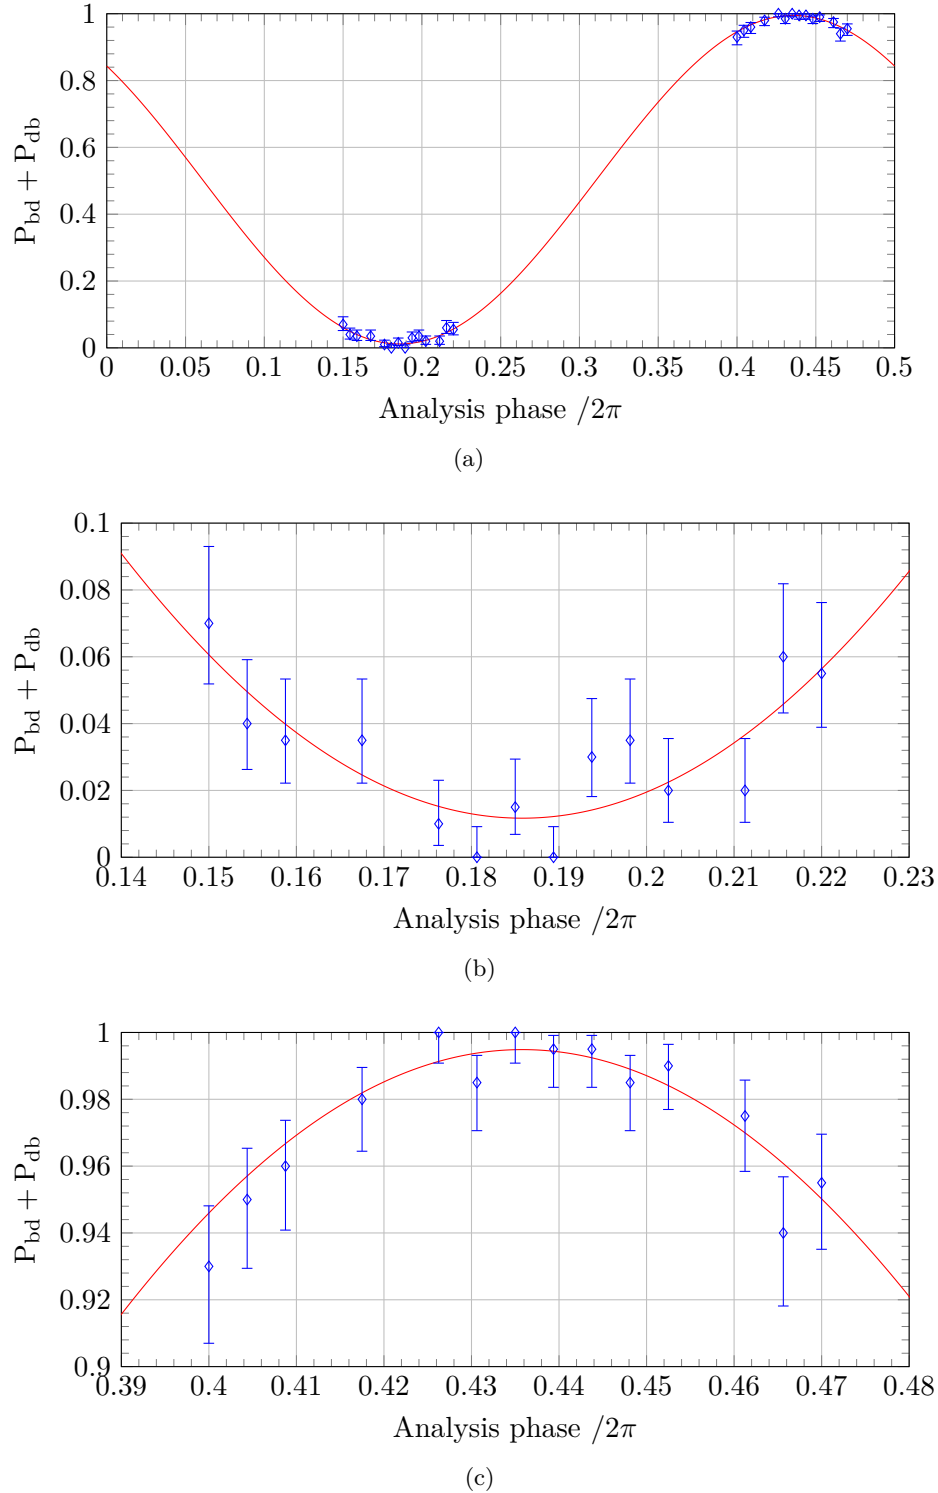 1
0.8
0.6
0.4
0.2
0
P_bd + P_db
0 0.05 0.1 0.15 0.2 0.25 0.3 0.35 0.4 0.45 0.5
Analysis phase /2π
(a)
0.1
0.08
0.06
0.04
0.02
0
P_bd + P_db
0.14 0.15 0.16 0.17 0.18 0.19 0.2 0.21 0.22 0.23
Analysis phase /2π
(b)
1
0.98
0.96
0.94
0.92
0.9
P_bd + P_db
0.39 0.4 0.41 0.42 0.43 0.44 0.45 0.46 0.47 0.48
Analysis phase /2π
(c)